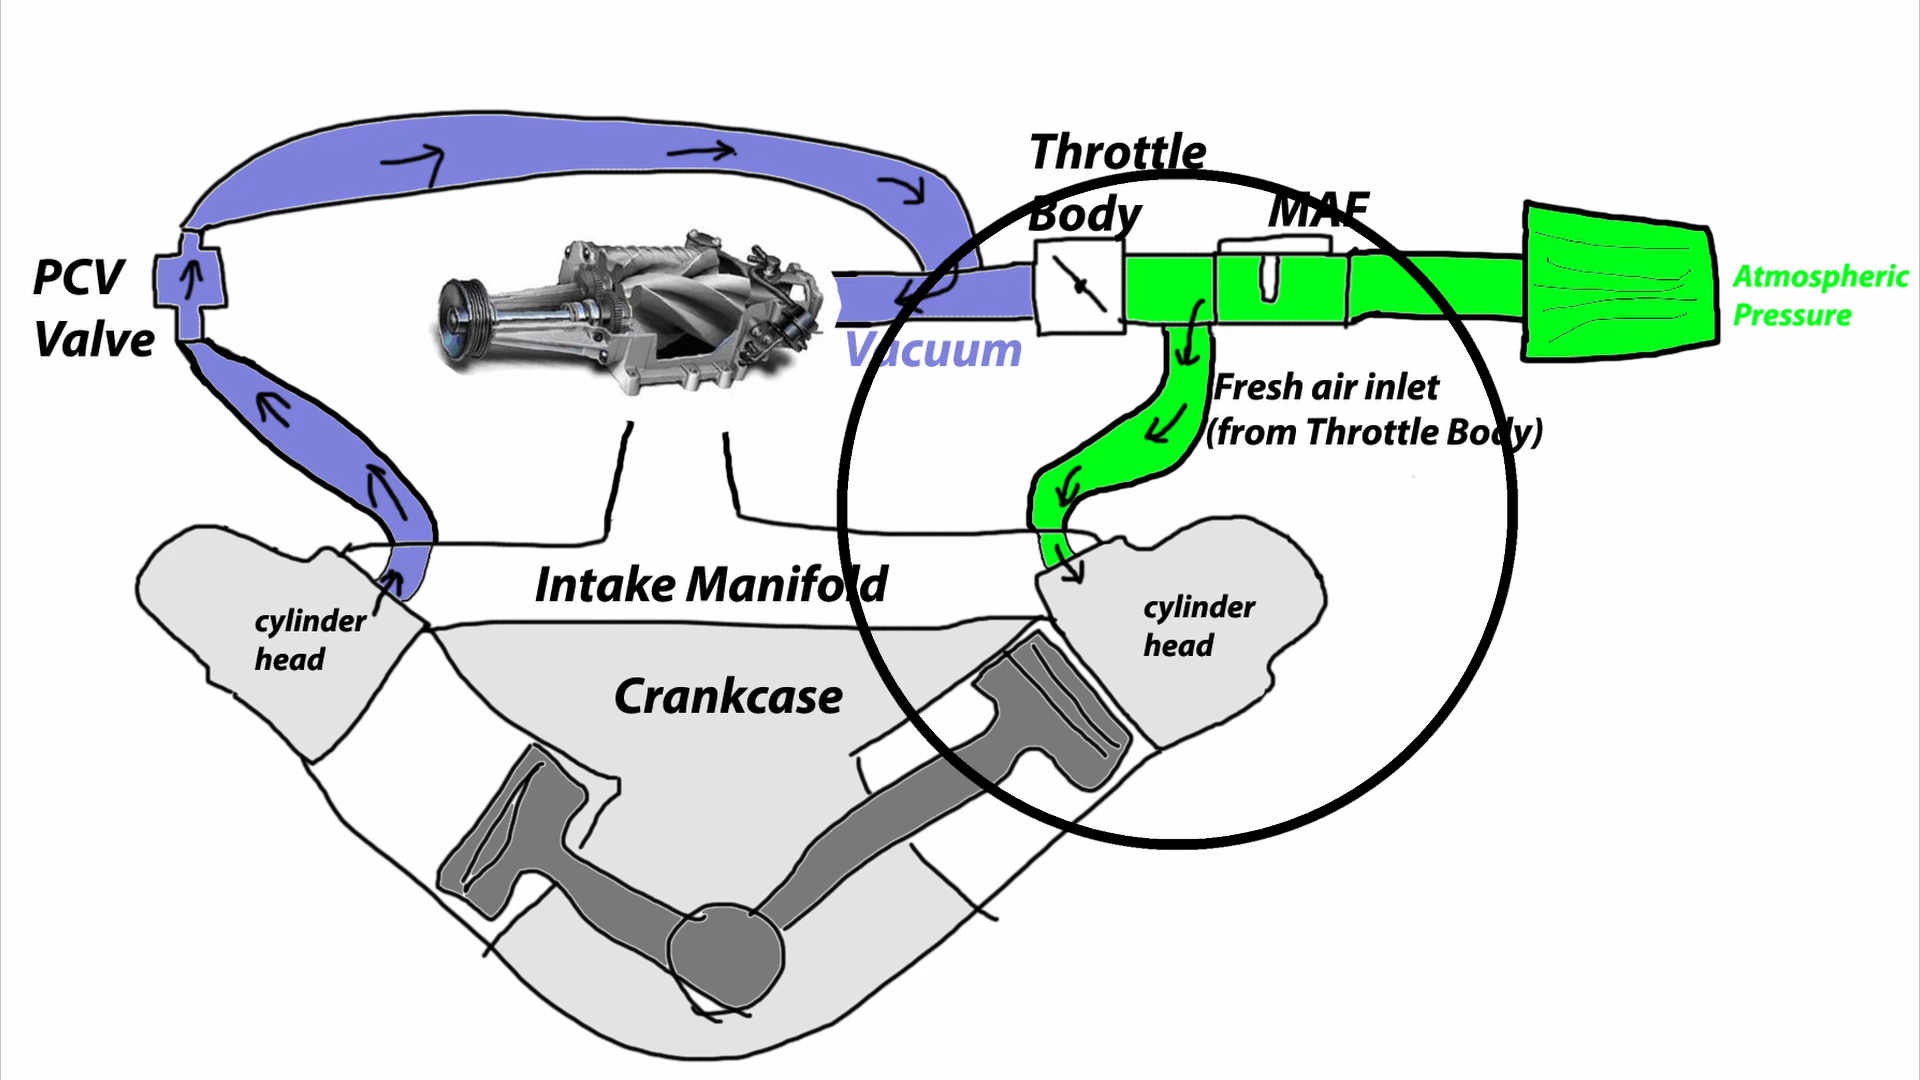 Throttle
Body
MAF
PCV
Valve
Atmospheric
Pressure
Vacuum
Fresh air inlet
(from Throttle Body)
Intake Manifold
cylinder
head
cylinder
head
Crankcase